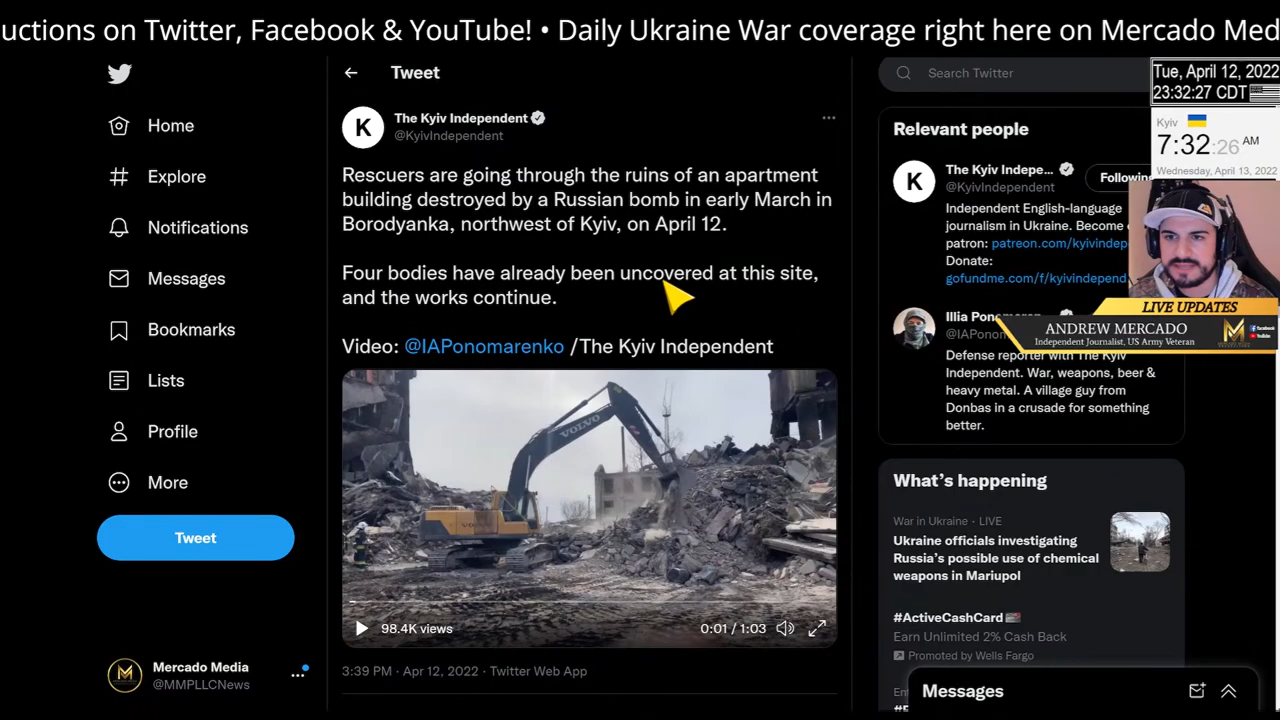 uctions on Twitter, Facebook & YouTube! • Daily Ukraine War coverage right here on Mercado Med
Home
Explore
Notifications
Messages
Bookmarks
Lists
Profile
More
Tweet
Mercado Media
@MMPLLCNews
Tweet
K
The Kyiv Independent
@KyivIndependent
Rescuers are going through the ruins of an apartment
building destroyed by a Russian bomb in early March in
Borodyanka, northwest of Kyiv, on April 12.
Four bodies have already been uncovered at this site,
and the works continue.
Video: @IAPonomarenko /The Kyiv Independent
VOLVO
98.4K views
0:01 / 1:03
3:39 PM · Apr 12, 2022 · Twitter Web App
Search Twitter
Relevant people
K
The Kyiv Indepe...
@KyivIndependent
Following
Independent English-language
journalism in Ukraine. Become
patron: patreon.com/kyivindep
Donate:
gofundme.com/f/kyivindepend
Illia
@IAPonom
Defense reporter with The Kyiv
Independent. War, weapons, beer &
heavy metal. A village guy from
Donbas in a crusade for something
better.
What's happening
War in Ukraine · LIVE
Ukraine officials investigating
Russia's possible use of chemical
weapons in Mariupol
#ActiveCashCard
Earn Unlimited 2% Cash Back
Promoted by Wells Fargo
Messages
Tue, April 12, 2022
23:32:27 CDT
Kyiv
7:32:26 AM
Wednesday, April 13, 2022
LIVE UPDATES
ANDREW MERCADO
Independent Journalist, US Army Veteran
M
facebook
YouTube